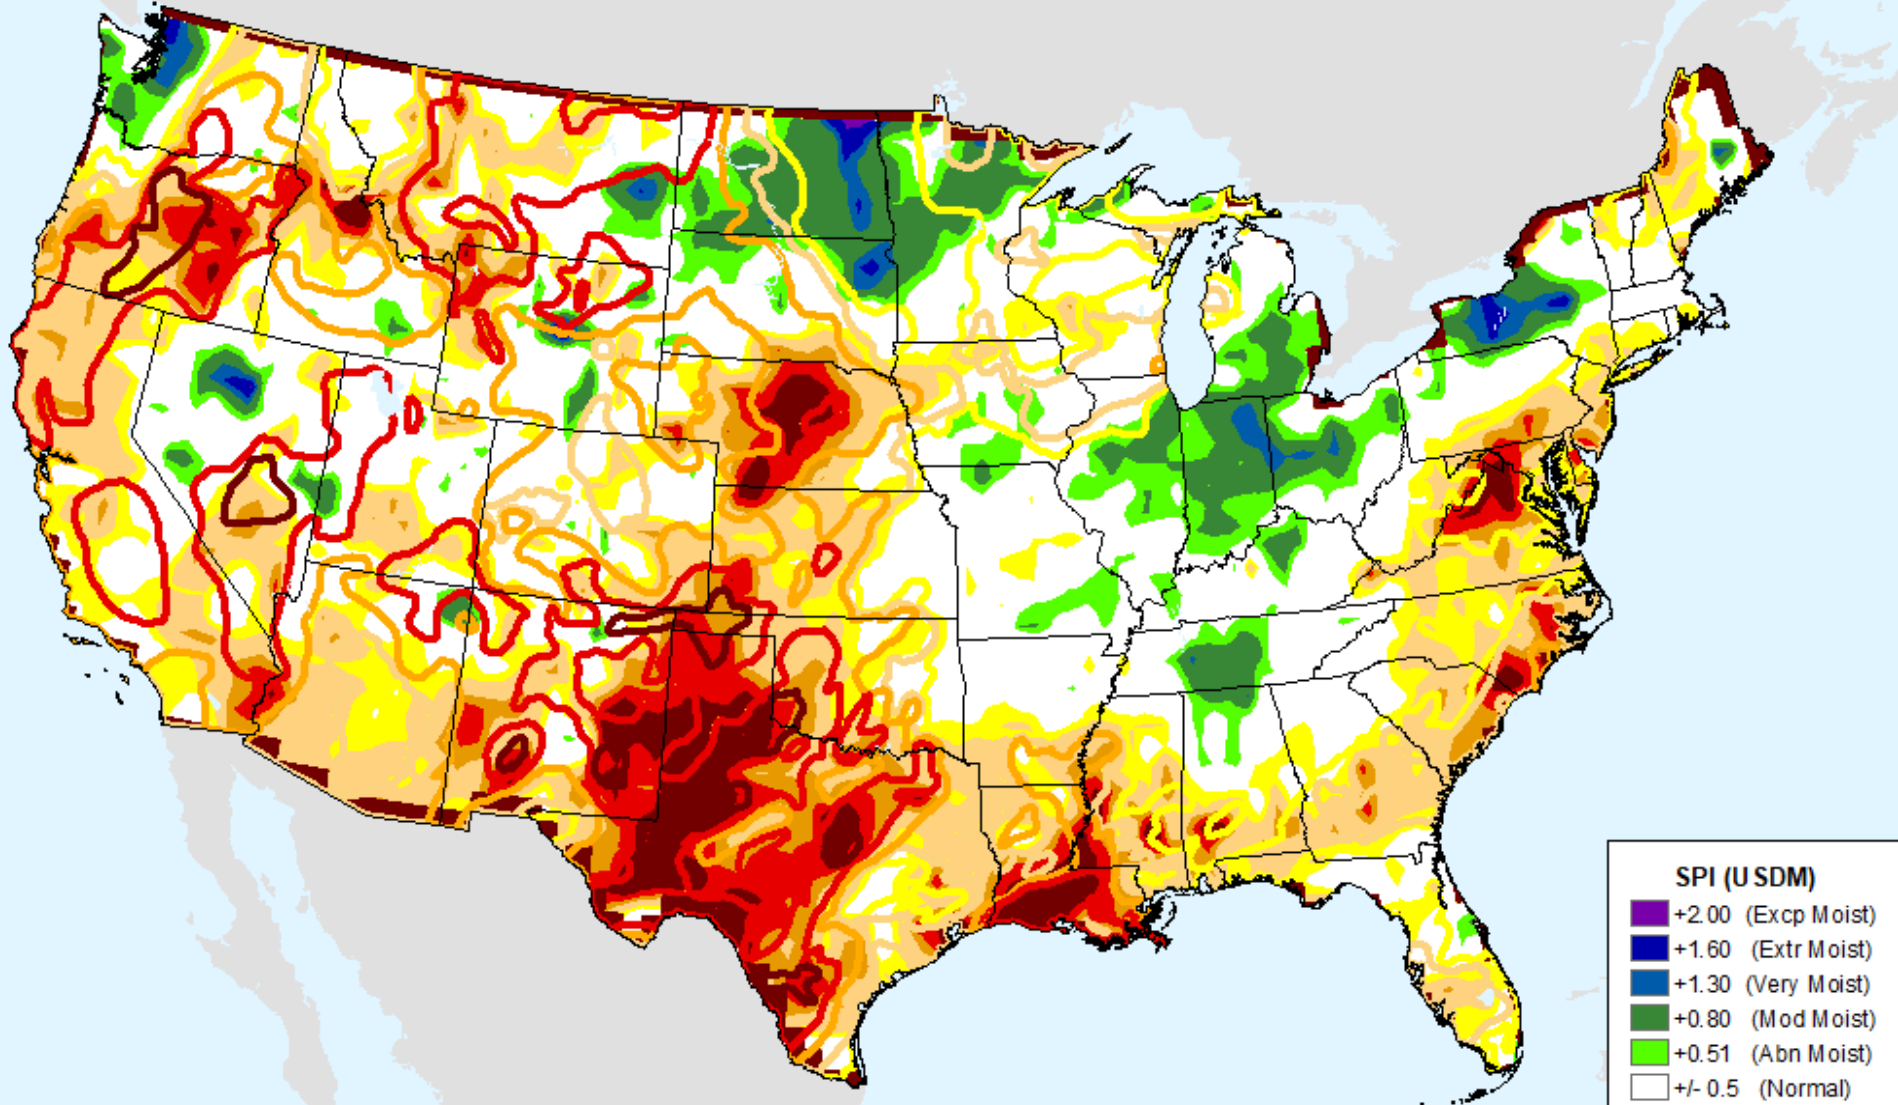 SPI (USDM)
+2.00 (Excp Moist)
+1.60 (Extr Moist)
+1.30 (Very Moist)
+0.80 (Mod Moist)
+0.51 (Abn Moist)
+/- 0.5 (Normal)